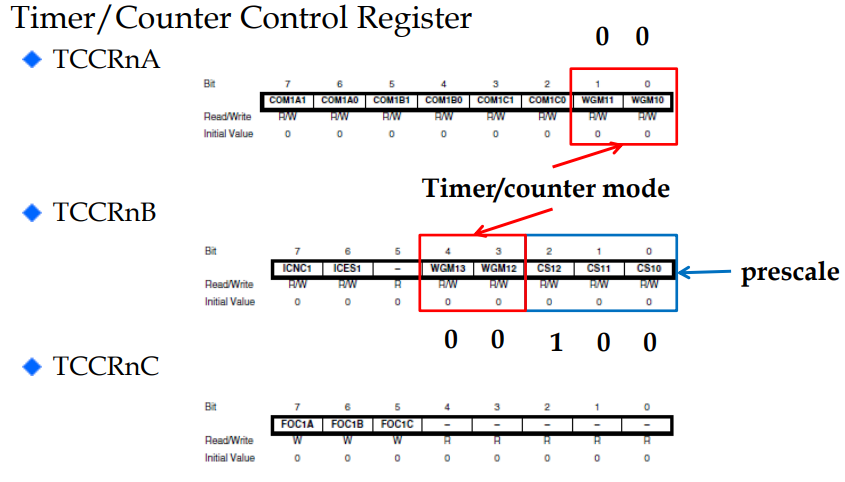 Timer/Counter Control Register
0 0
TCCRnA
Bit 7 6 5 4 3 2 1 0
COM1A1 COM1A0 COM1B1 COM1B0 COM1C1 COM1C0 WGM11 WGM10
Read/Write R/W R/W R/W R/W R/W R/W R/W R/W
Initial Value 0 0 0 0 0 0 0 0
Timer/counter mode
TCCRnB
Bit 7 6 5 4 3 2 1 0
ICNC1 ICES1 – WGM13 WGM12 CS12 CS11 CS10
prescale
Read/Write R/W R/W R R/W R/W R/W R/W R/W
Initial Value 0 0 0 0 0 0 0 0
0 0 1 0 0
TCCRnC
Bit 7 6 5 4 3 2 1 0
FOC1A FOC1B FOC1C – – – – –
Read/Write W W W R R R R R
Initial Value 0 0 0 0 0 0 0 0